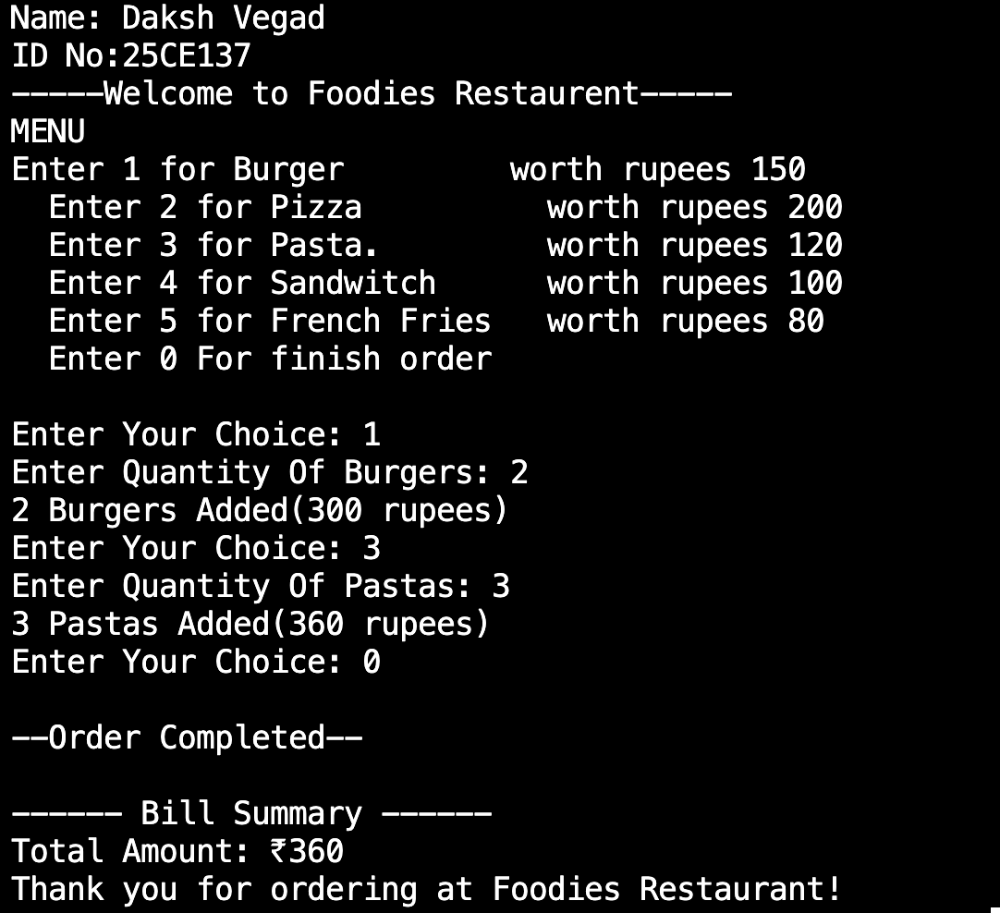 Name: Daksh Vegad
ID No:25CE137
-----Welcome to Foodies Restaurent-----
MENU
Enter 1 for Burger         worth rupees 150
  Enter 2 for Pizza          worth rupees 200
  Enter 3 for Pasta.         worth rupees 120
  Enter 4 for Sandwitch      worth rupees 100
  Enter 5 for French Fries   worth rupees 80
  Enter 0 For finish order

Enter Your Choice: 1
Enter Quantity Of Burgers: 2
2 Burgers Added(300 rupees)
Enter Your Choice: 3
Enter Quantity Of Pastas: 3
3 Pastas Added(360 rupees)
Enter Your Choice: 0

--Order Completed--

------ Bill Summary ------
Total Amount: ₹360
Thank you for ordering at Foodies Restaurant!